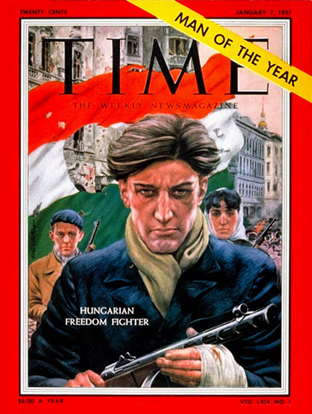 TWENTY CENTS
JANUARY 7, 1957
MAN OF THE YEAR
TIME
THE WEEKLY NEWSMAGAZINE
HUNGARIAN
FREEDOM FIGHTER
$6.00 A YEAR
VOL. LXIX NO. 1